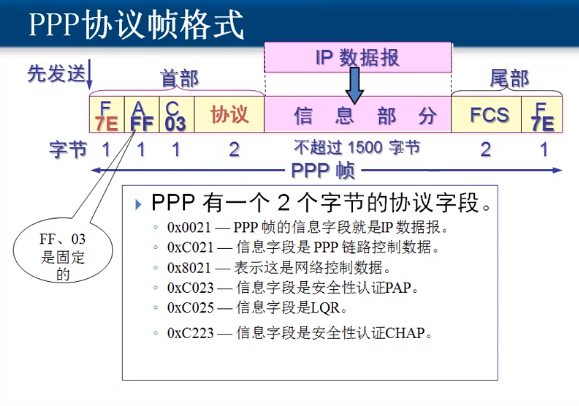 PPP协议帧格式
IP 数据报
先发送
首部
尾部
F
7E
A
FF
C
03
协议
信 息 部 分
FCS
F
7E
字节 1 1 1 2 不超过 1500 字节 2 1
PPP 帧
FF、03
是固定
的
PPP 有一个 2 个字节的协议字段。
0x0021 — PPP 帧的信息字段就是IP数据报。
0xC021 — 信息字段是 PPP 链路控制数据。
0x8021 — 表示这是网络控制数据。
0xC023 — 信息字段是安全性认证PAP。
0xC025 — 信息字段是LQR。
0xC223 — 信息字段是安全性认证CHAP。